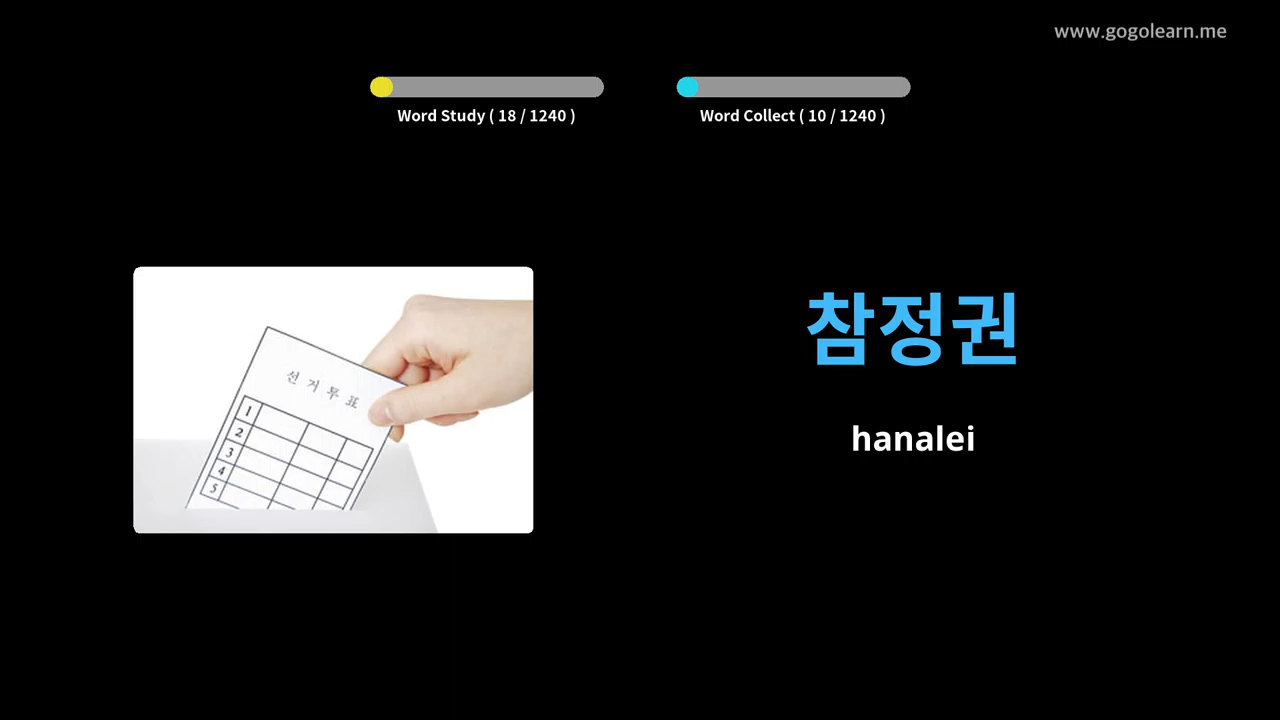 www.gogolearn.me
Word Study ( 18 / 1240 )
Word Collect ( 10 / 1240 )
선거투표
1
2
3
4
5
참정권
hanalei